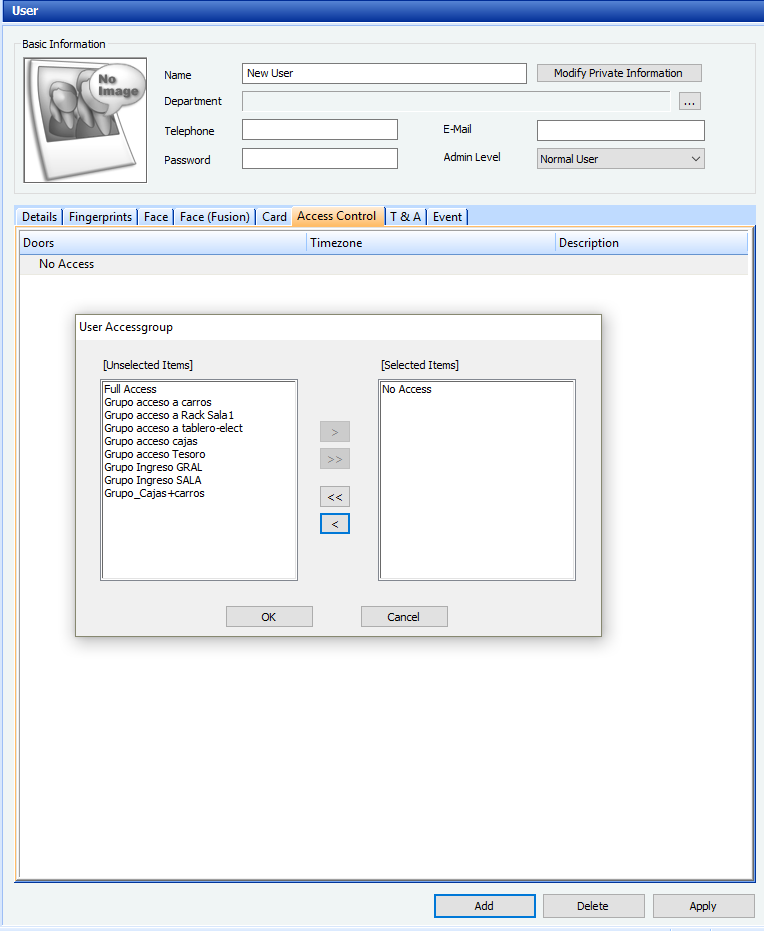 User
Basic Information
No
Image
Name
New User
Modify Private Information
Department
...
Telephone
E-Mail
Password
Admin Level
Normal User
Details Fingerprints Face Face (Fusion) Card Access Control T & A Event
Doors Timezone Description
No Access
User Accessgroup
[Unselected Items]
Full Access
Grupo acceso a carros
Grupo acceso a Rack Sala1
Grupo acceso a tablero-elect
Grupo acceso cajas
Grupo acceso Tesoro
Grupo Ingreso GRAL
Grupo Ingreso SALA
Grupo_Cajas+carros
>
>>
<<
<
[Selected Items]
No Access
OK Cancel
Add Delete Apply